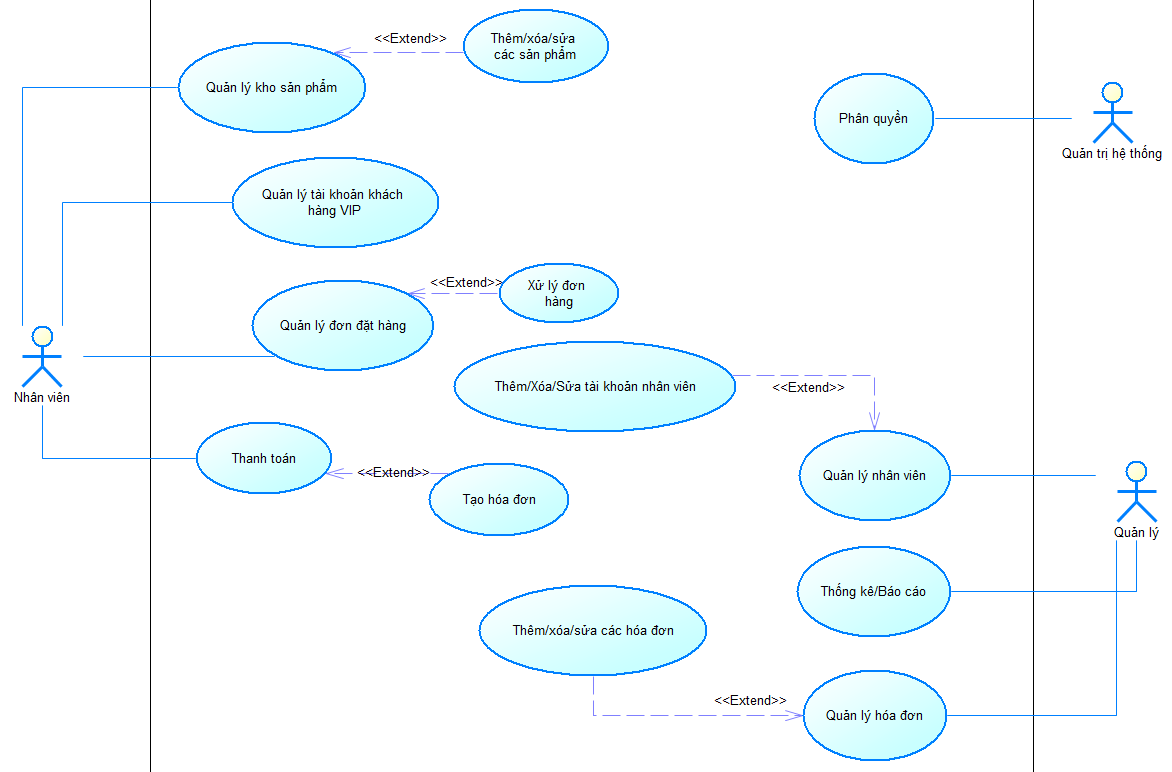 <<Extend>>
Thêm/xóa/sửa
các sản phẩm
Quản lý kho sản phẩm
Phân quyền
Quản trị hệ thống
Quản lý tài khoản khách
hàng VIP
<<Extend>>
Xử lý đơn
hàng
Quản lý đơn đặt hàng
Nhân viên
Thêm/Xóa/Sửa tài khoản nhân viên
<<Extend>>
Thanh toán
<<Extend>>
Tạo hóa đơn
Quản lý nhân viên
Quản lý
Thống kê/Báo cáo
Thêm/xóa/sửa các hóa đơn
<<Extend>>
Quản lý hóa đơn